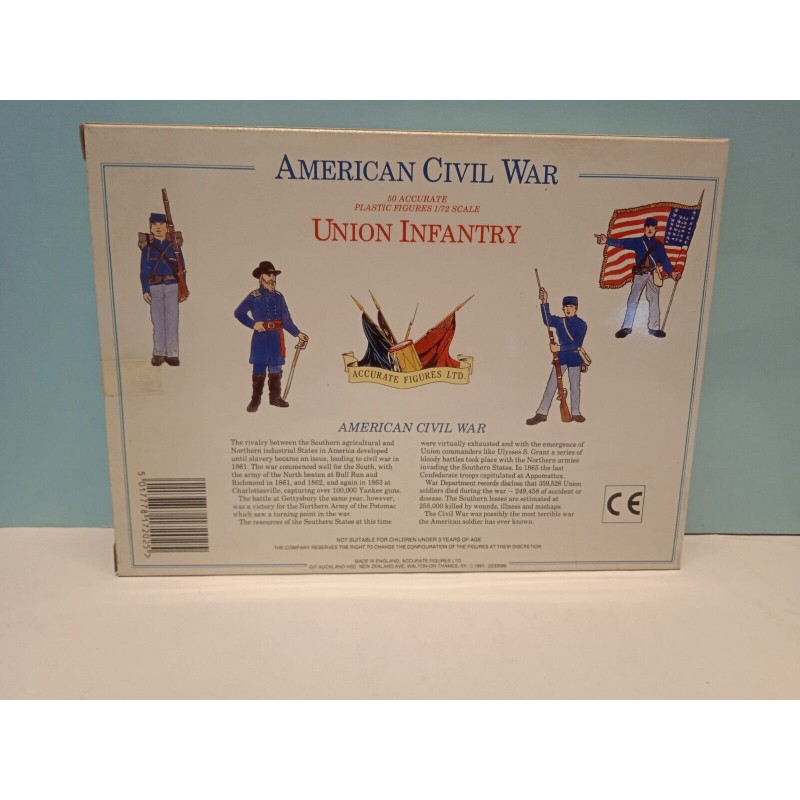 AMERICAN CIVIL WAR
50 ACCURATE
PLASTIC FIGURES 1/72 SCALE
UNION INFANTRY
ACCURATE FIGURES LTD.
AMERICAN CIVIL WAR
The rivalry between the Southern agricultural and
Northern industrial States in America developed
until slavery became an issue, leading to civil war in
1861. The war commenced well for the South, with
the army of the North beaten at Bull Run and
Richmond in 1861, and 1862, and again in 1863 at
Charlottesville, capturing over 100,000 Yankee guns.
The battle at Gettysburg the same year, however,
was a victory for the Northern Army of the Potomac
which saw a turning point in the war.
The resources of the Southern States at this time
were virtually exhausted and with the emergence of
Union commanders like Ulysses S. Grant a series of
bloody battles took place with the Northern armies
invading the Southern States. In 1865 the last
Confederate troops capitulated at Appomattox.
War Department records disclose that 359,528 Union
soldiers died during the war – 249,458 of accident or
disease. The Southern losses are estimated at
258,000 killed by wounds, illness and mishaps.
The Civil War was possibly the most terrible war
the American soldier has ever known.
CE
NOT SUITABLE FOR CHILDREN UNDER 3 YEARS OF AGE
THE COMPANY RESERVES THE RIGHT TO CHANGE THE CONFIGURATION OF THE FIGURES AT THEIR DISCRETION
MADE IN ENGLAND, ACCURATE FIGURES LTD
NEW ZEALAND AVE, WALTON-ON-THAMES,